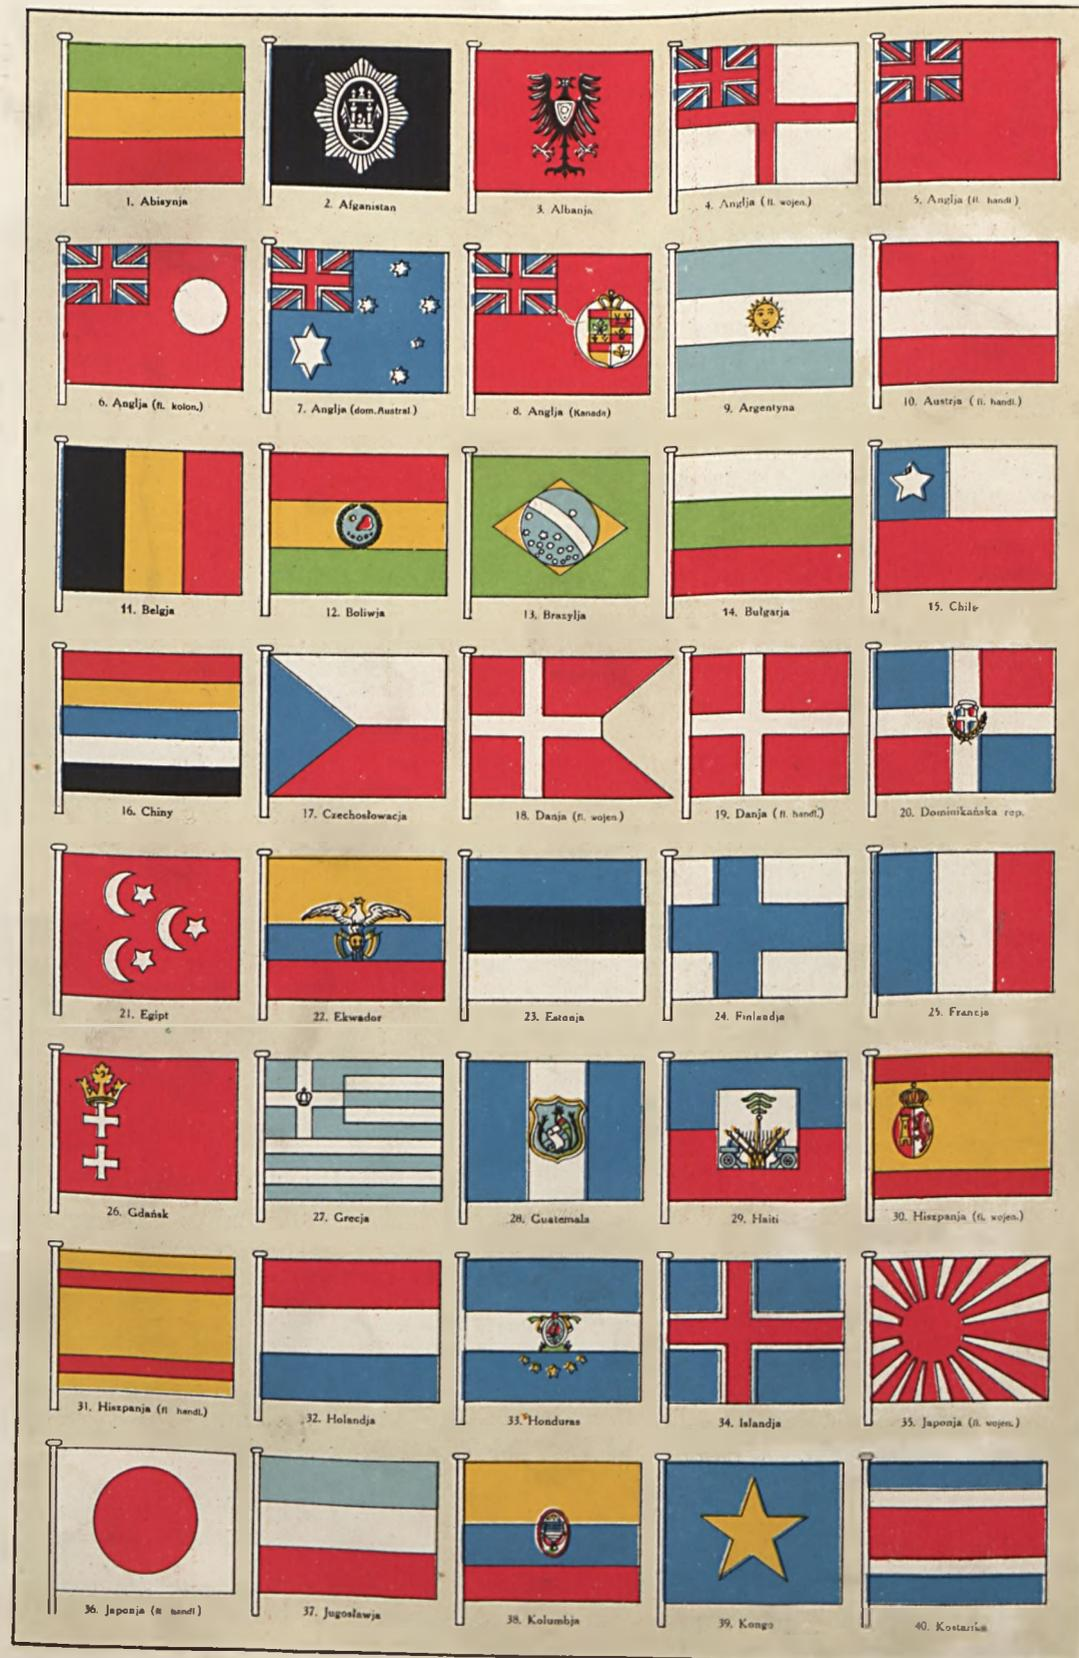 1. Abisynja
2. Afganistan
3. Albanja
4. Anglja (fl. wojen.)
5. Anglja (fl. handl.)
6. Anglja (fl. kolon.)
7. Anglja (dom. Austral.)
8. Anglja (Kanada)
9. Argentyna
10. Austrja (fl. handl.)
11. Belgja
12. Boliwja
13. Brazylja
14. Bułgarja
15. Chile
16. Chiny
17. Czechosłowacja
18. Danja (fl. wojen.)
19. Danja (fl. handl.)
20. Dominikańska rep.
21. Egipt
22. Ekwador
23. Estonja
24. Finlandja
25. Francja
26. Gdańsk
27. Grecja
28. Guatemala
29. Haiti
30. Hiszpanja (fl. wojen.)
31. Hiszpanja (fl. handl.)
32. Holandja
33. Honduras
34. Islandja
35. Japonja (fl. wojen.)
36. Japonja (fl. handl.)
37. Jugosławja
38. Kolumbja
39. Kongo
40. Kostarika